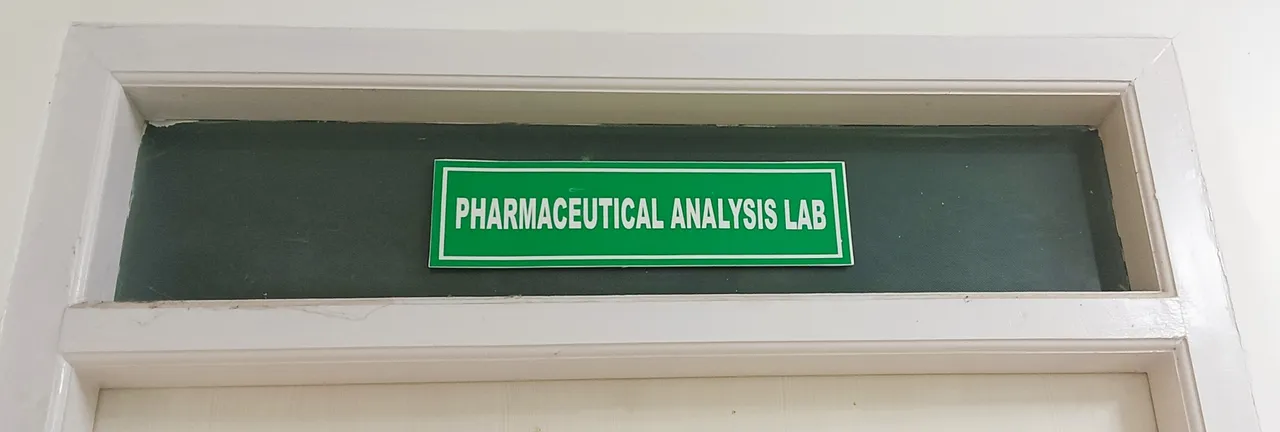 PHARMACEUTICAL ANALYSIS LAB